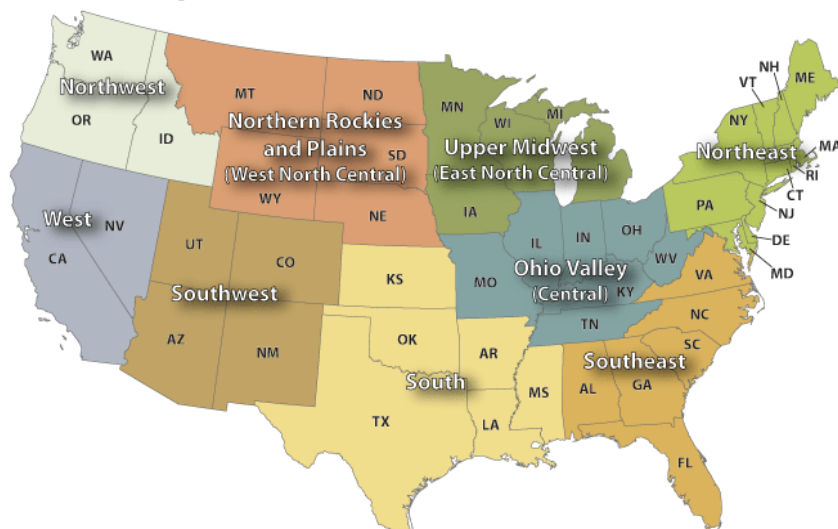 WA
Northwest
OR
ID
MT
ND
Northern Rockies
and Plains
(West North Central)
SD
WY
NE
MN
WI
MI
Upper Midwest
(East North Central)
IA
VT
NH
ME
NY
MA
Northeast
RI
CT
PA
NJ
DE
MD
West
NV
CA
UT
CO
Southwest
AZ
NM
KS
OK
AR
South
TX
LA
MS
IL
IN
OH
WV
MO
Ohio Valley
(Central)
KY
TN
VA
NC
SC
Southeast
AL
GA
FL